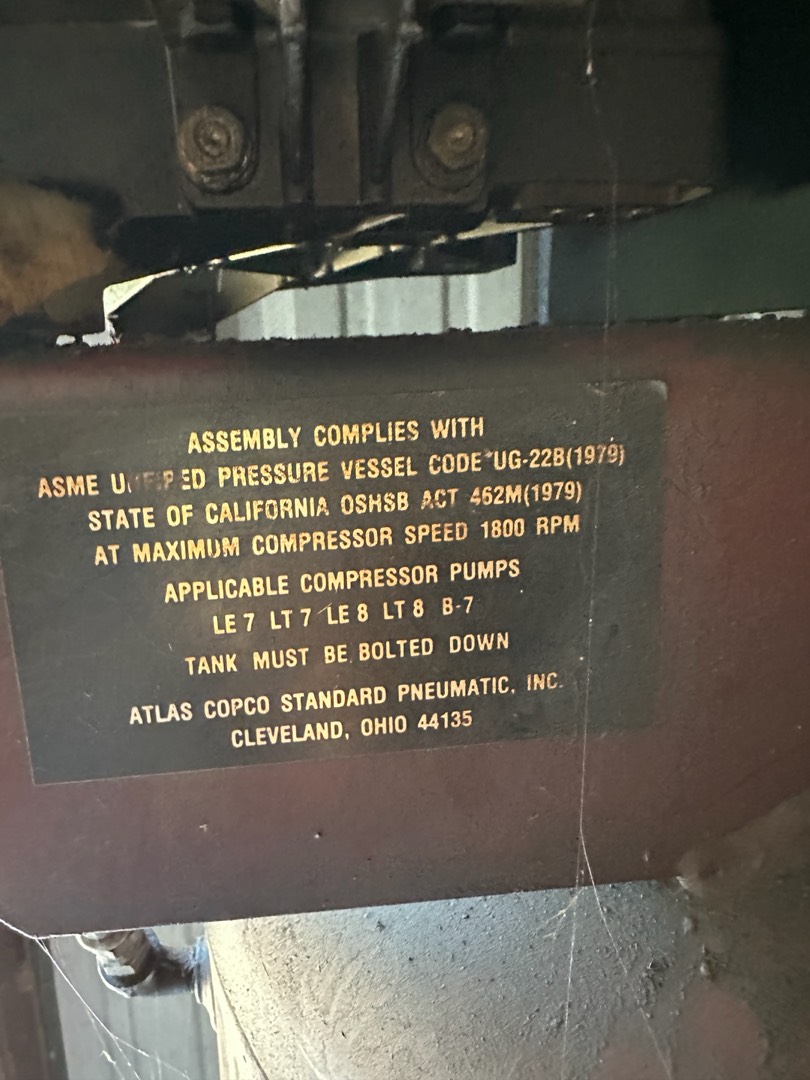 ASSEMBLY COMPLIES WITH
ASME PRESSURE VESSEL CODE UG-22B(1979)
STATE OF CALIFORNIA OSHSB ACT 462M(1979)
AT MAXIMUM COMPRESSOR SPEED 1800 RPM
APPLICABLE COMPRESSOR PUMPS
LE 7 LT 7 LE 8 LT 8 B-7
TANK MUST BE BOLTED DOWN
ATLAS COPCO STANDARD PNEUMATIC, INC.
CLEVELAND, OHIO 44135